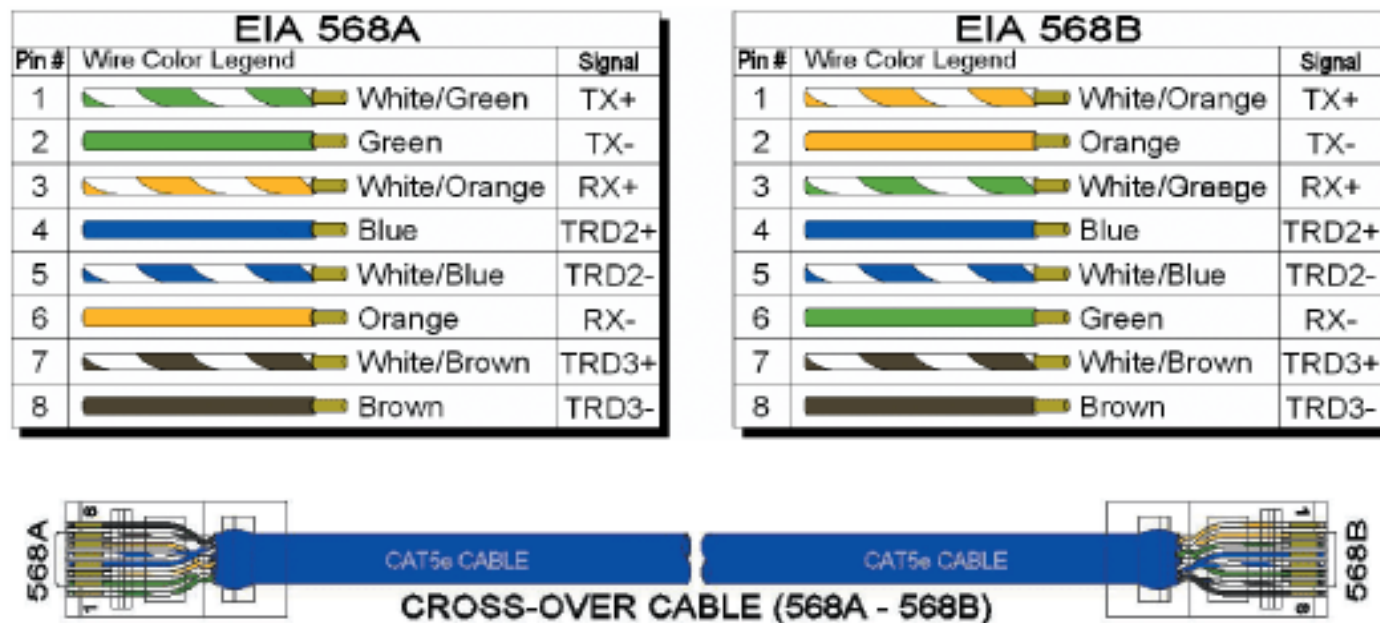 EIA 568A
Pin # Wire Color Legend Signal
1 White/Green TX+
2 Green TX-
3 White/Orange RX+
4 Blue TRD2+
5 White/Blue TRD2-
6 Orange RX-
7 White/Brown TRD3+
8 Brown TRD3-
EIA 568B
Pin # Wire Color Legend Signal
1 White/Orange TX+
2 Orange TX-
3 White/ RX+
4 Blue TRD2+
5 White/Blue TRD2-
6 Green RX-
7 White/Brown TRD3+
8 Brown TRD3-
568A
8
1
CAT5e CABLE
CAT5e CABLE
1
8
568B
CROSS-OVER CABLE (568A - 568B)